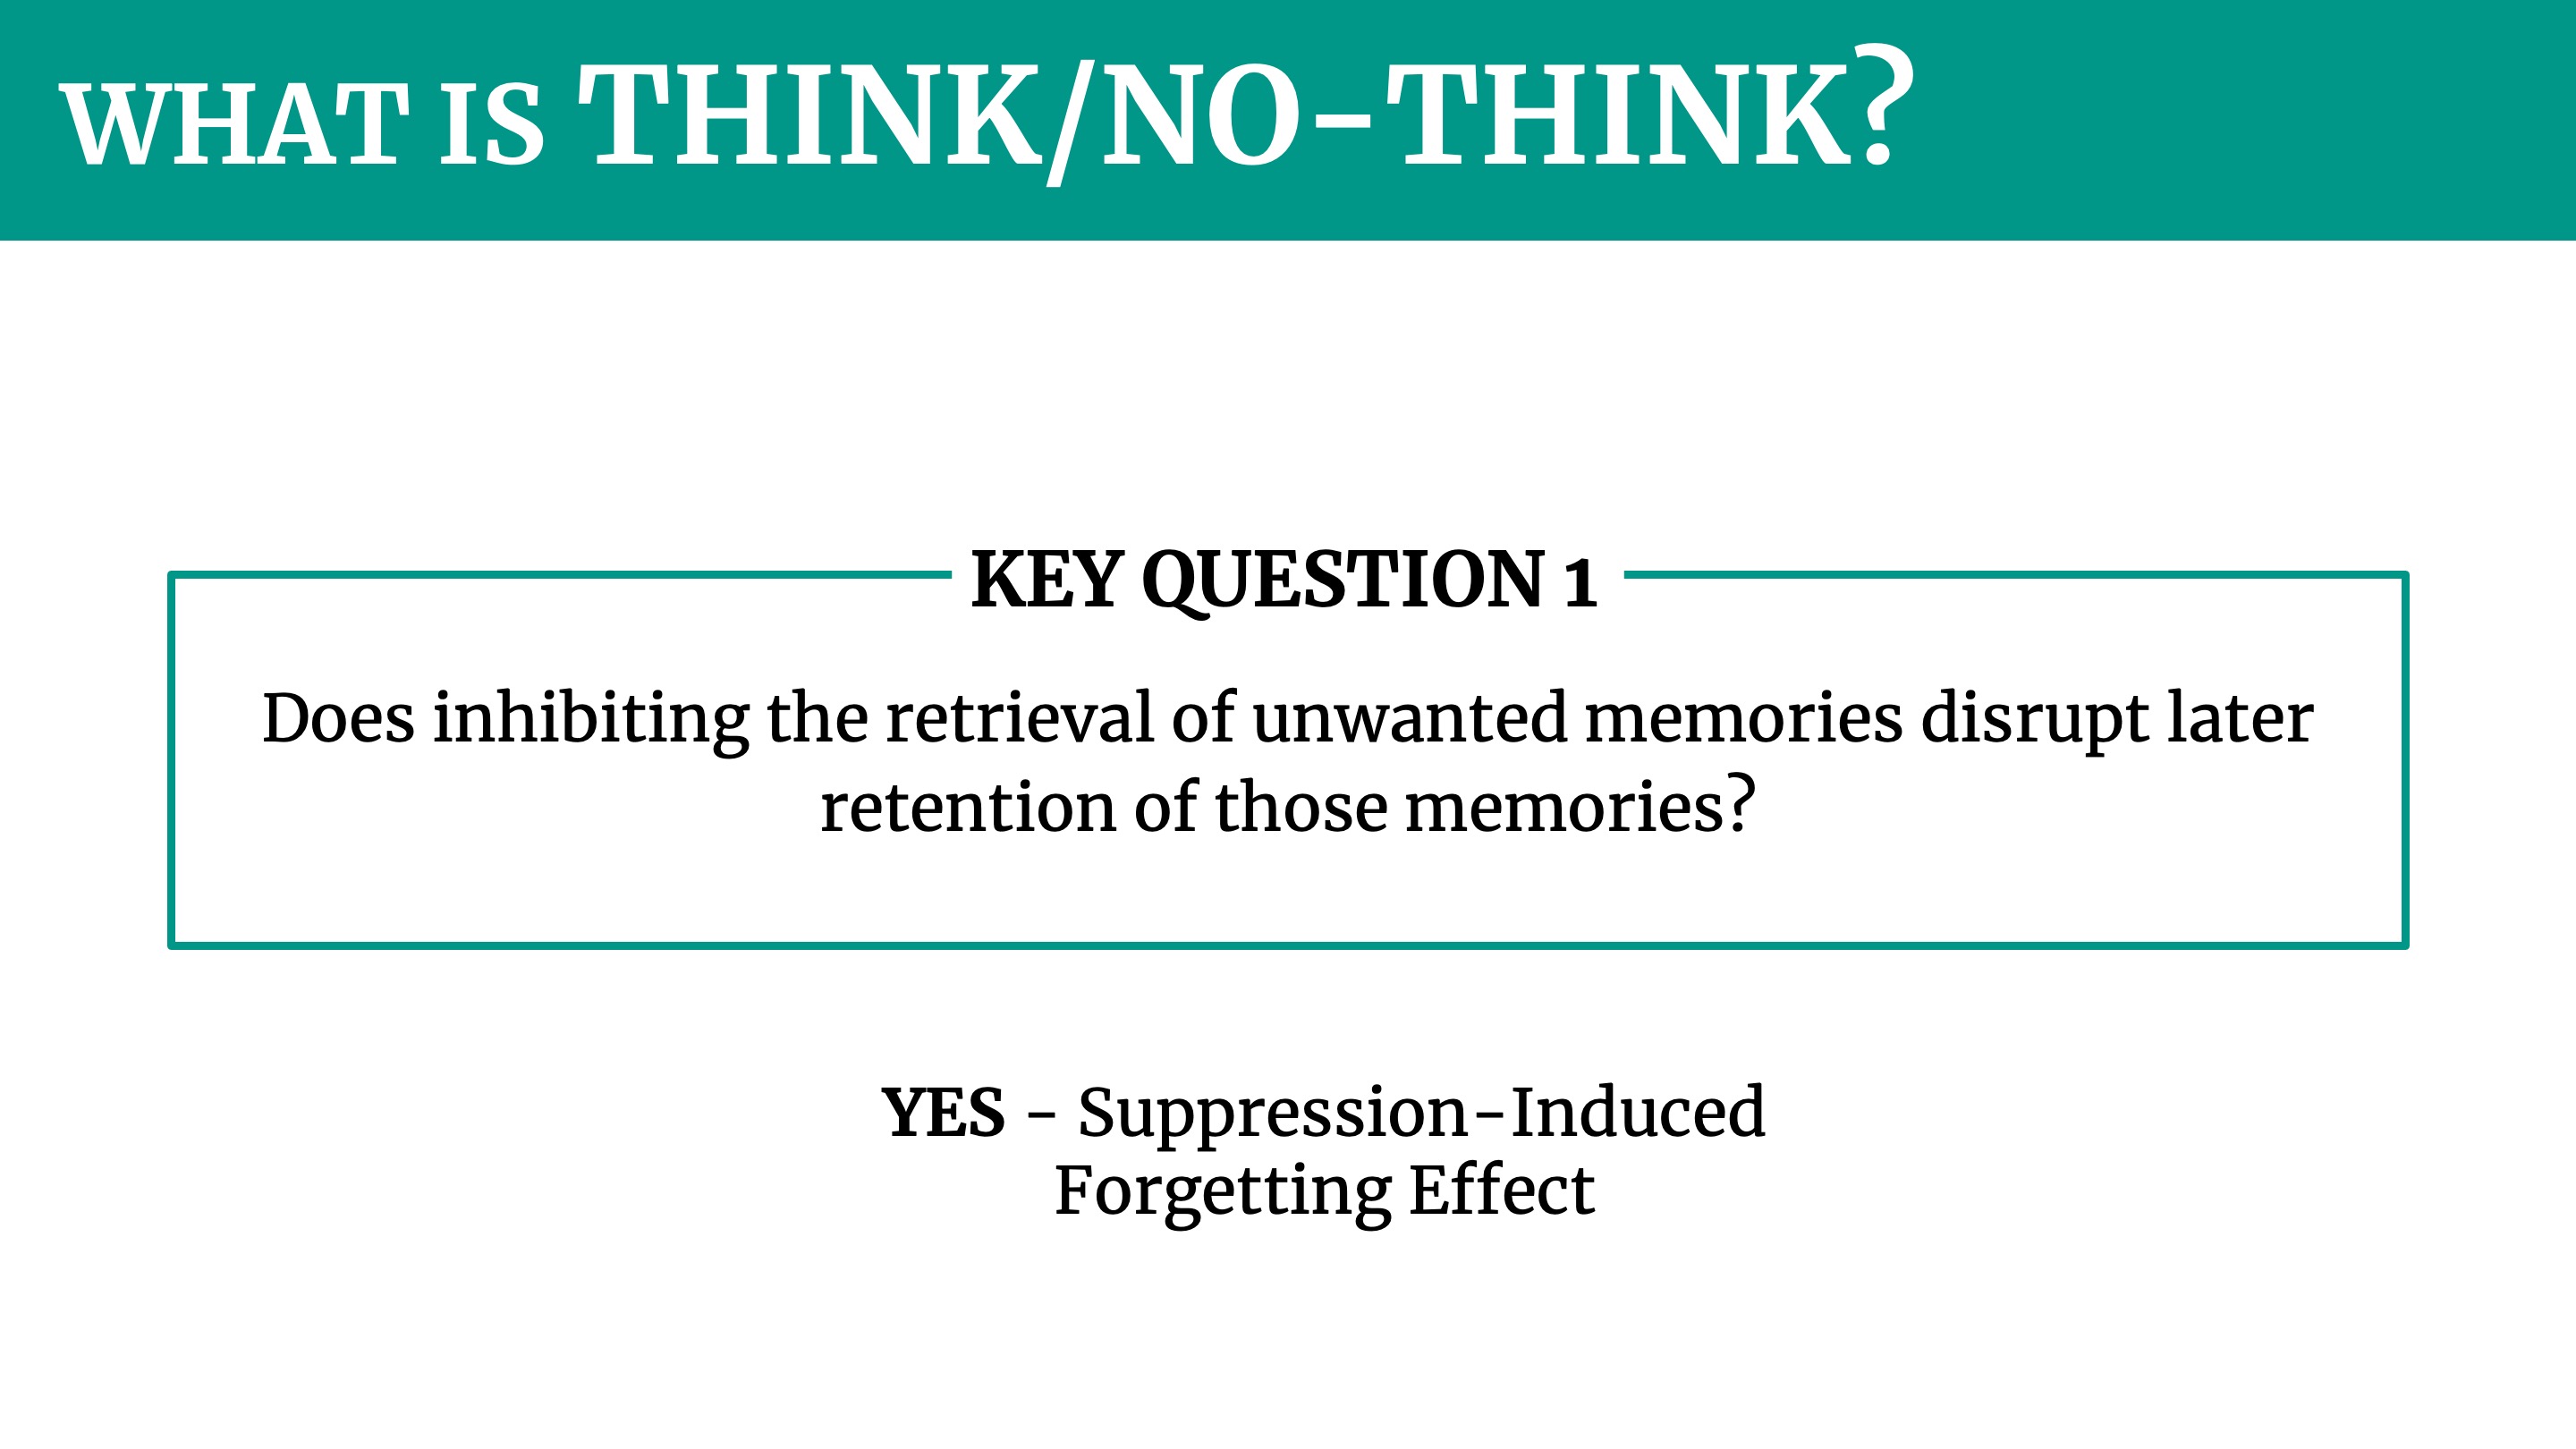 WHAT IS THINK/NO-THINK?
KEY QUESTION 1
Does inhibiting the retrieval of unwanted memories disrupt later
retention of those memories?
YES - Suppression-Induced
Forgetting Effect